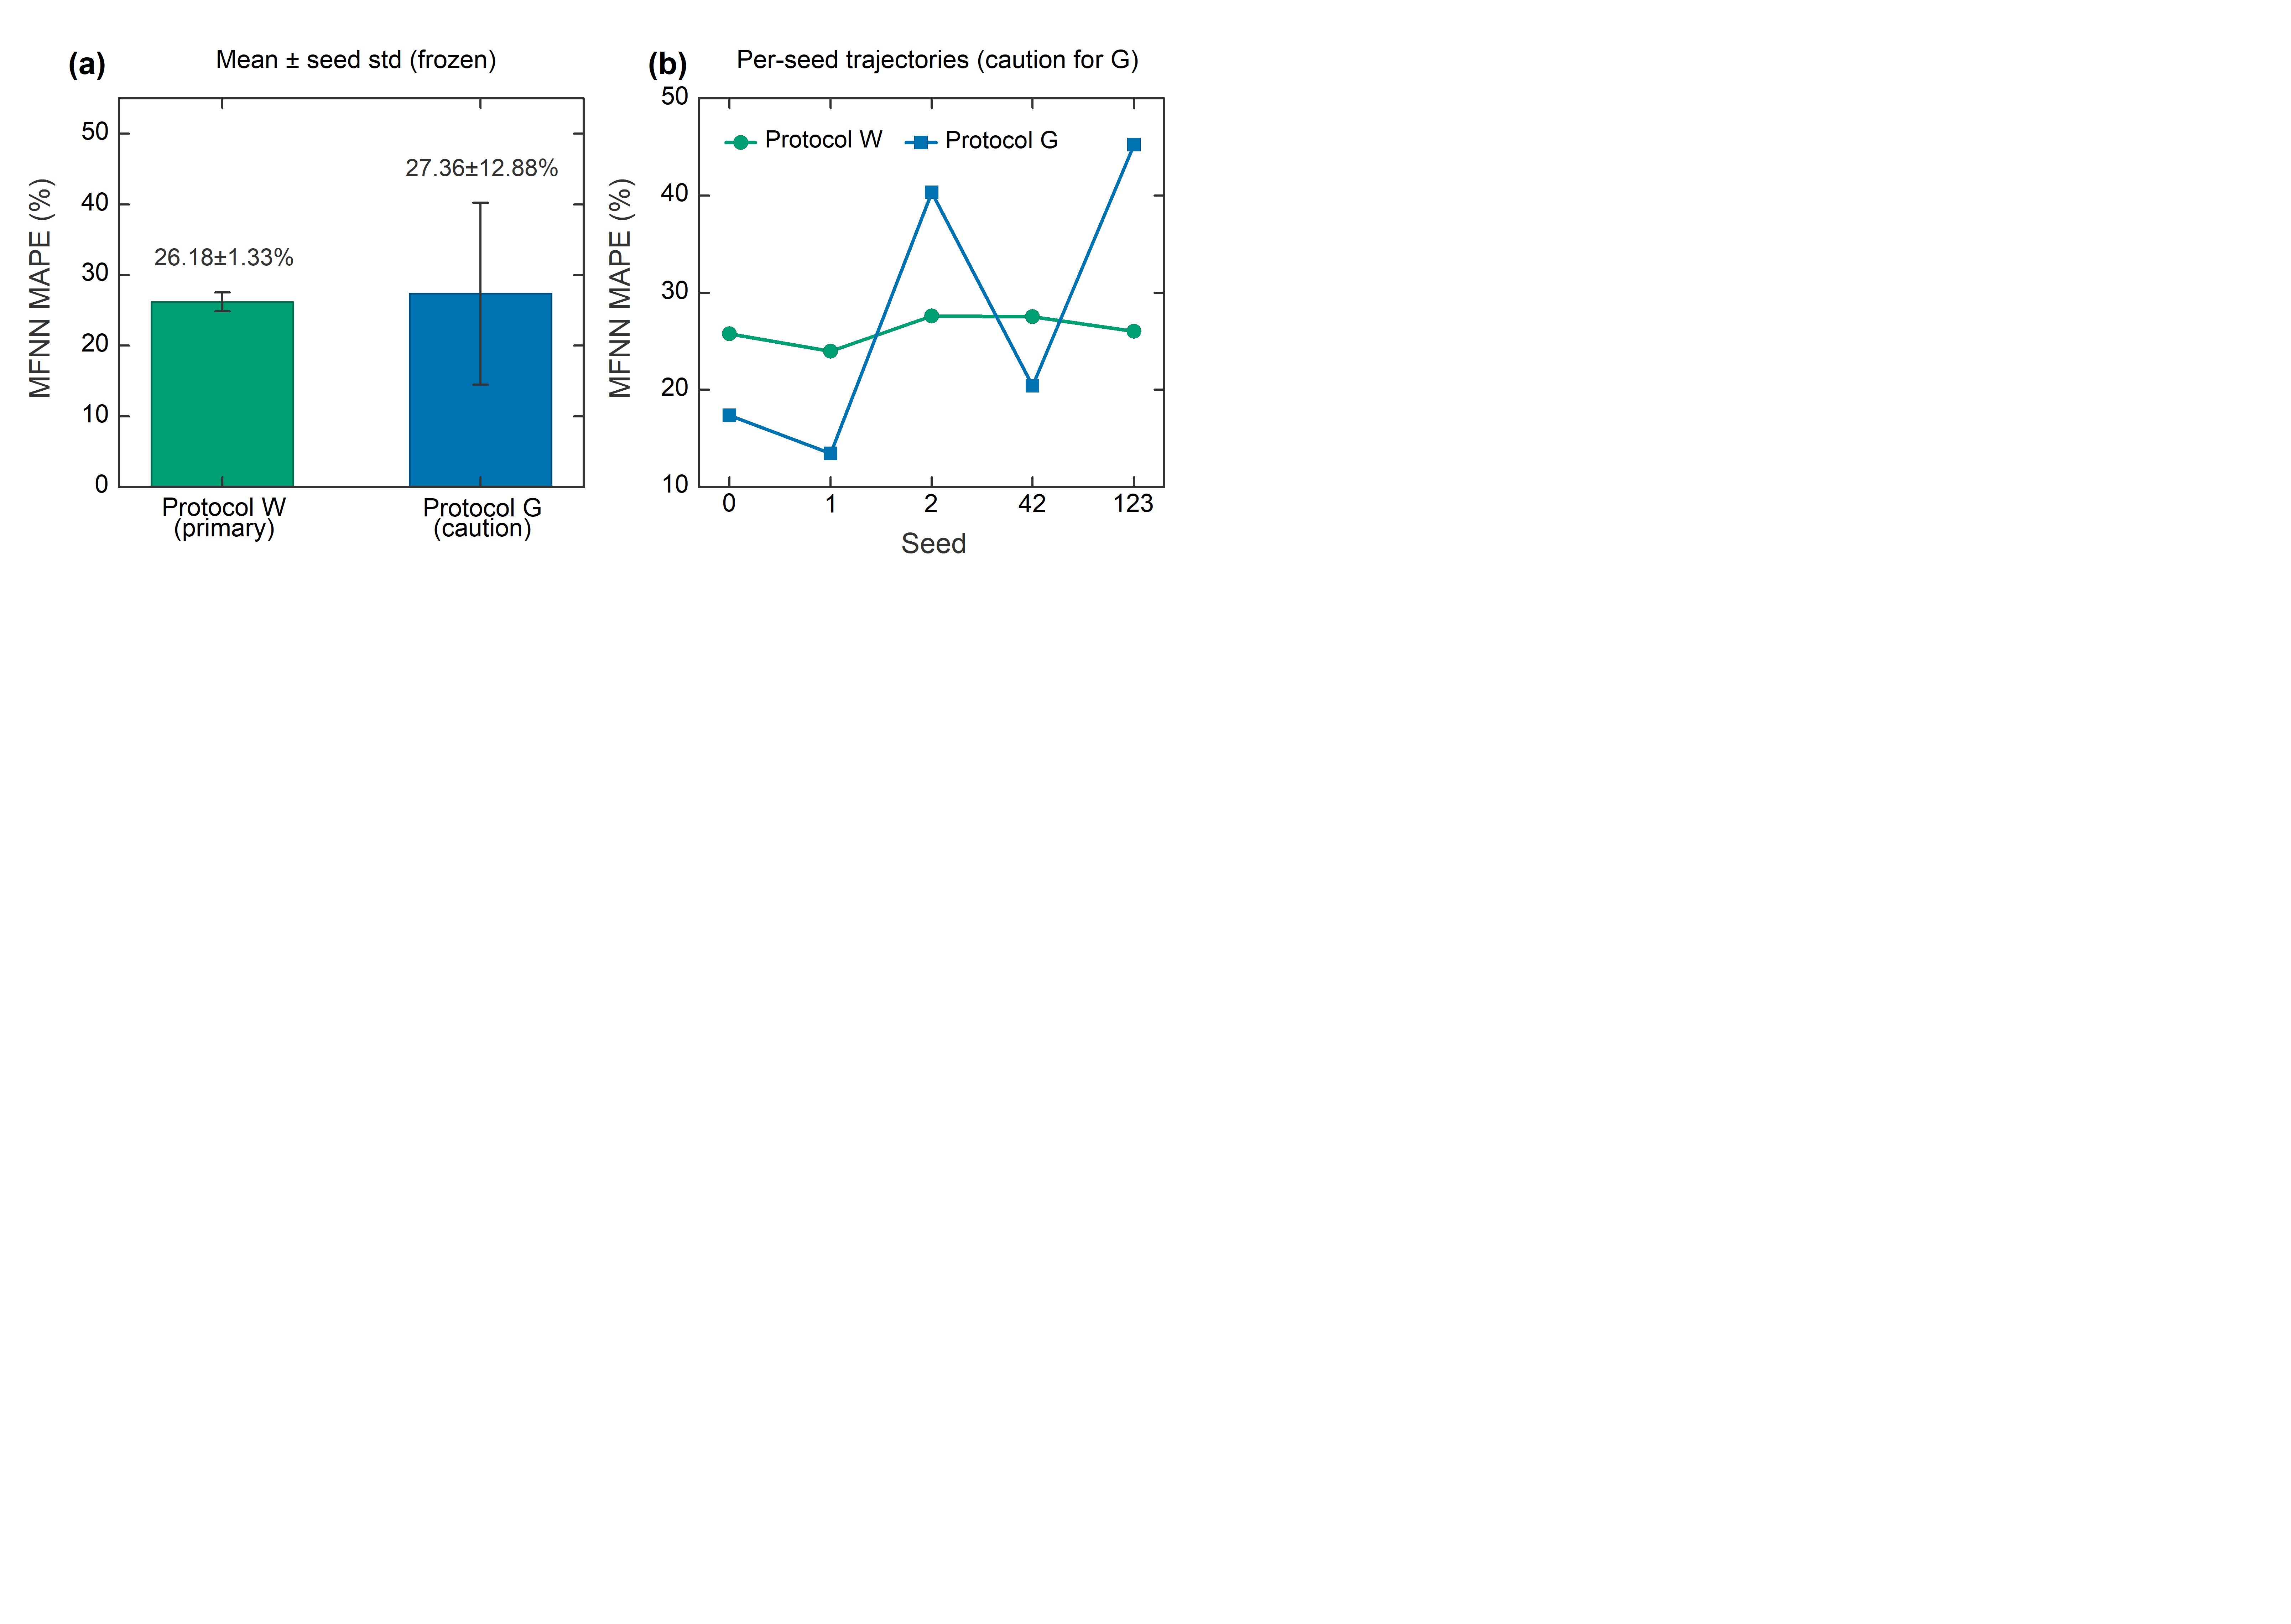 (a)
Mean ± seed std (frozen)
MFNN MAPE (%)
50
40
30
20
10
0
26.18±1.33%
27.36±12.88%
Protocol W
(primary)
Protocol G
(caution)
(b)
Per-seed trajectories (caution for G)
MFNN MAPE (%)
50
40
30
20
10
Protocol W
Protocol G
0 1 2 42 123
Seed